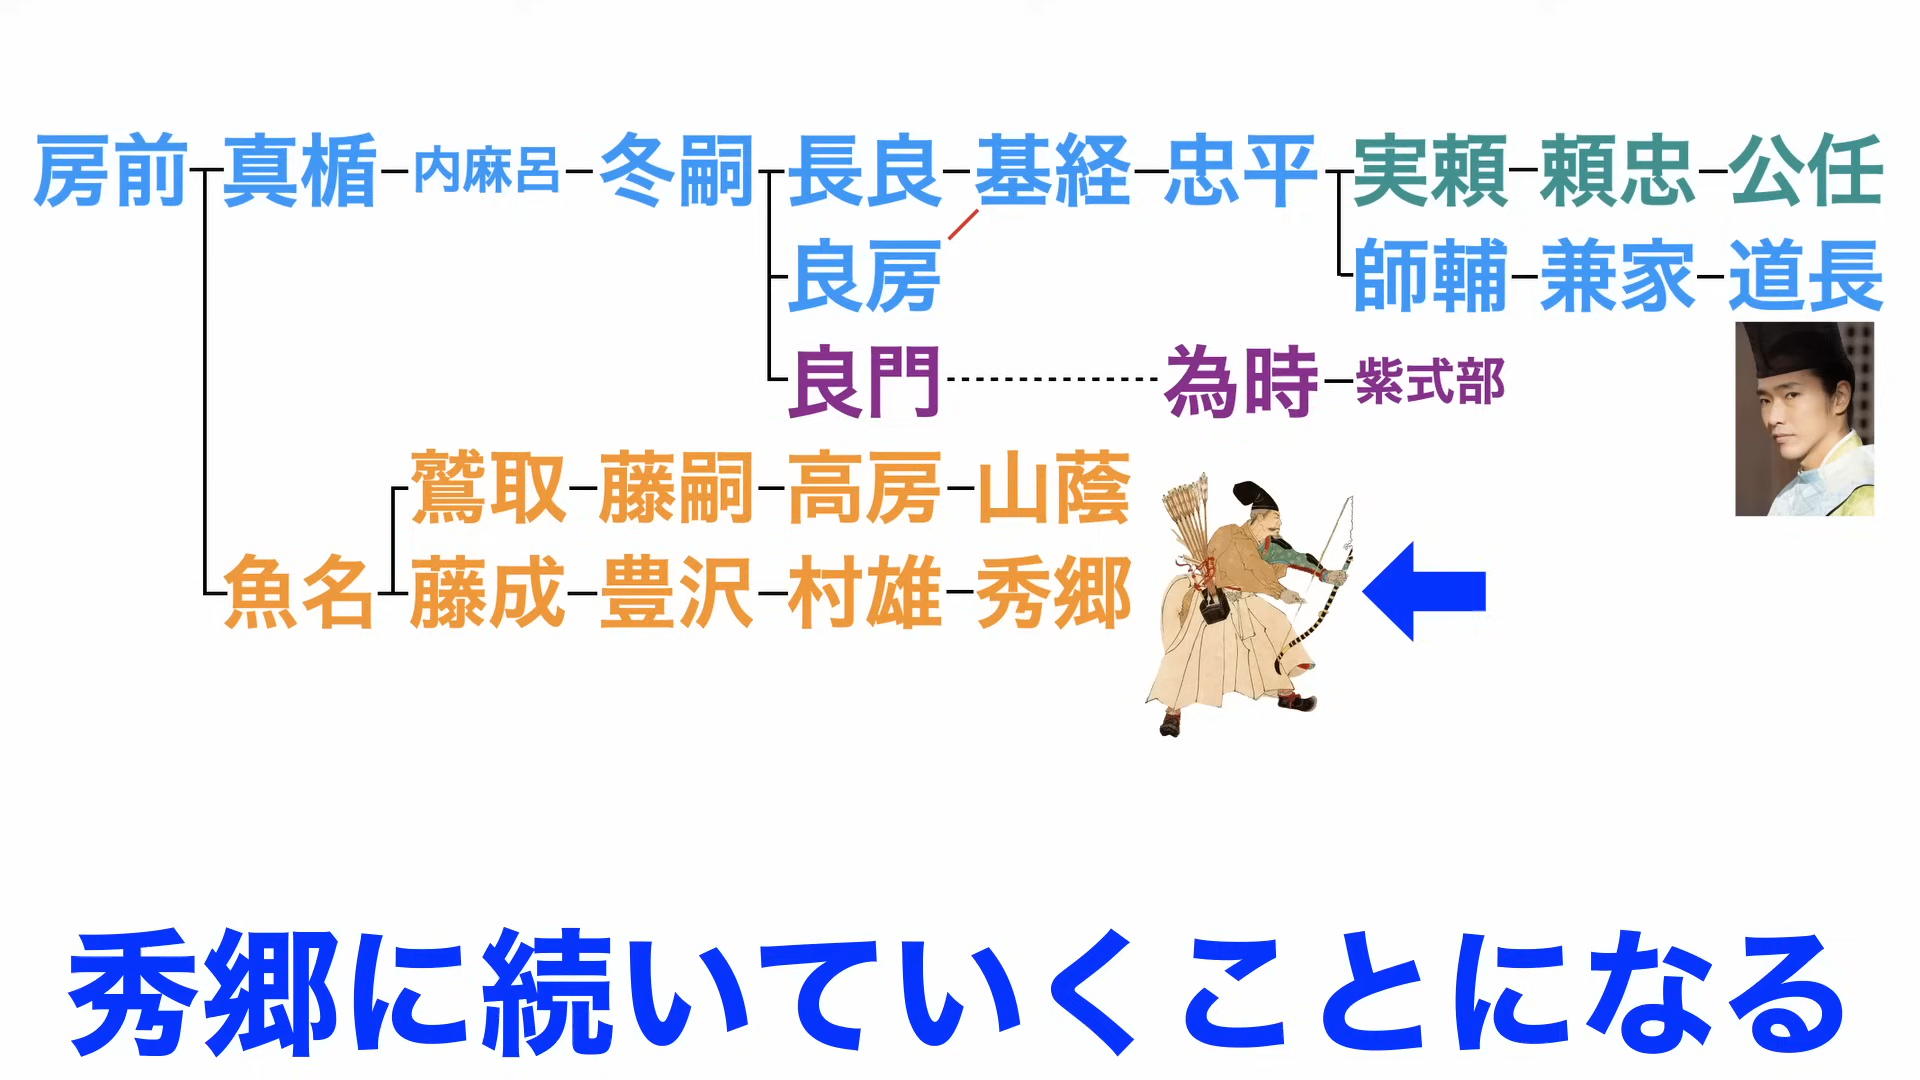 房前 真楯 内麻呂 冬嗣 長良 基経 忠平 実頼 頼忠 公任
良房 師輔 兼家 道長
良門 為時 紫式部
鷲取 藤嗣 高房 山蔭
魚名 藤成 豊沢 村雄 秀郷
秀郷に続いていくことになる